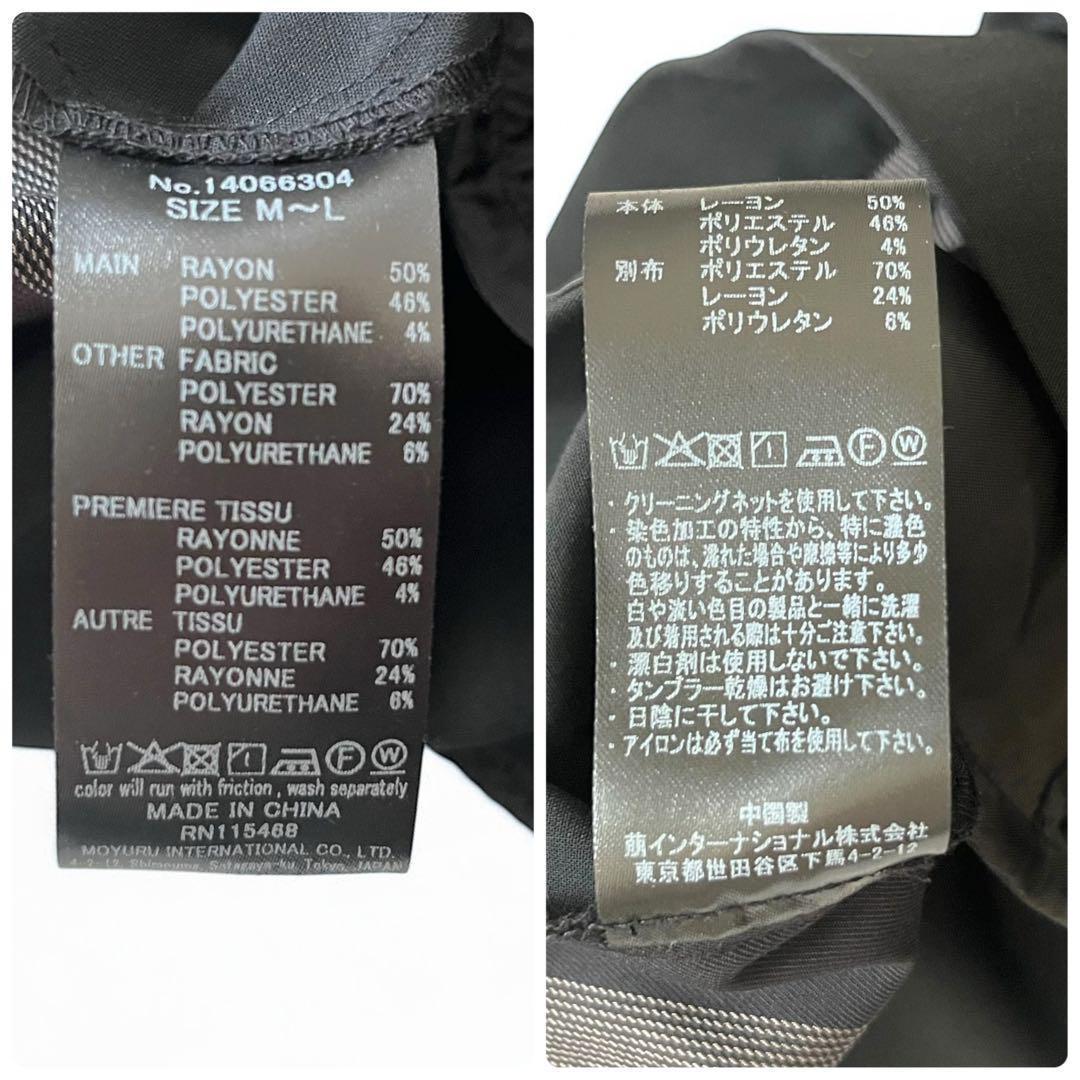 No.14066304
SIZE M～L
MAIN RAYON 50%
POLYESTER 46%
POLYURETHANE 4%
OTHER FABRIC
POLYESTER 70%
RAYON 24%
POLYURETHANE 6%
PREMIERE TISSU
RAYONNE 50%
POLYESTER 46%
POLYURETHANE 4%
AUTRE TISSU
POLYESTER 70%
RAYONNE 24%
POLYURETHANE 6%
F W
color will run with friction , wash separately
MADE IN CHINA
RN115468
MOYURU INTERNATIONAL CO., LTD.
4-2-12, Shimouma, Setagaya-ku, Tokyo, JAPAN
本体 レーヨン 50%
ポリエステル 46%
ポリウレタン 4%
別布 ポリエステル 70%
レーヨン 24%
ポリウレタン 6%
F W
・クリーニングネットを使用して下さい。
・染色加工の特性から、特に濃色
のものは、濡れた場合や摩擦等により多少
色移りすることがあります。
白や淡い色目の製品と一緒に洗濯
及び着用される際は十分ご注意下さい。
・漂白剤は使用しないで下さい。
・タンブラー乾燥はお避け下さい。
・日陰に干して下さい。
・アイロンは必ず当て布を使用して下さい。
中国製
萌インターナショナル株式会社
東京都世田谷区下馬4-2-12